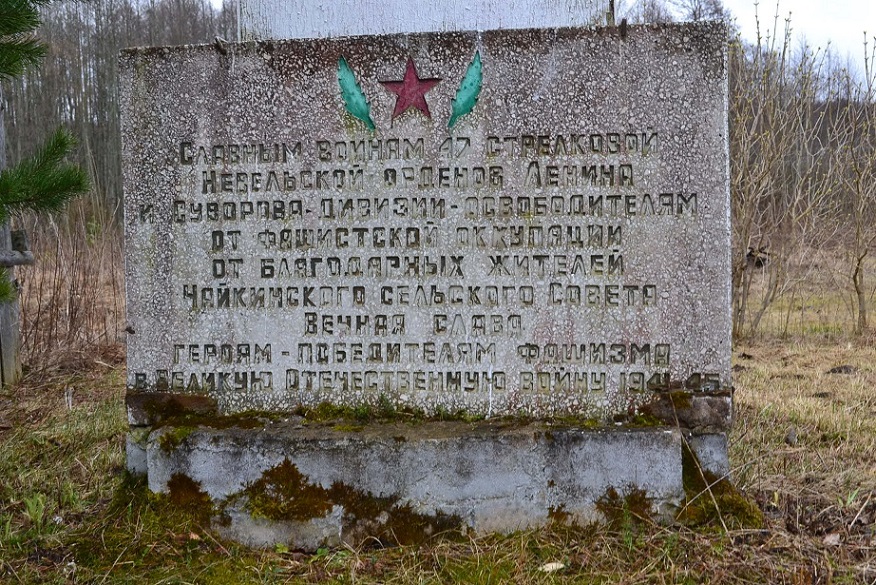 Славным воинам 47 стрелковой
Невельской орденов Ленина
и Суворова дивизии - освободителям
от фашистской оккупации
от благодарных жителей
Чайкинского сельского Совета
Вечная слава
героям - победителям фашизма
в Великую Отечественную войну 1941-45